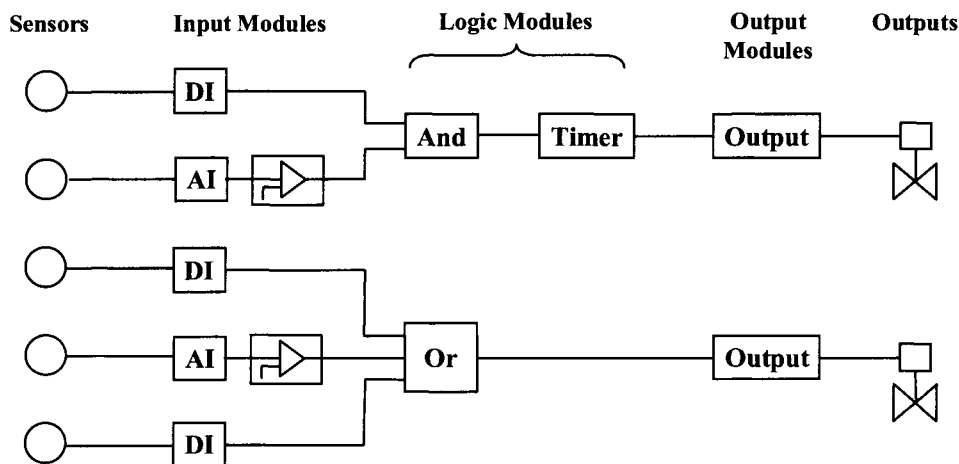 Sensors Input Modules Logic Modules Output Modules Outputs
DI
And Timer Output
AI
DI
AI Or Output
DI